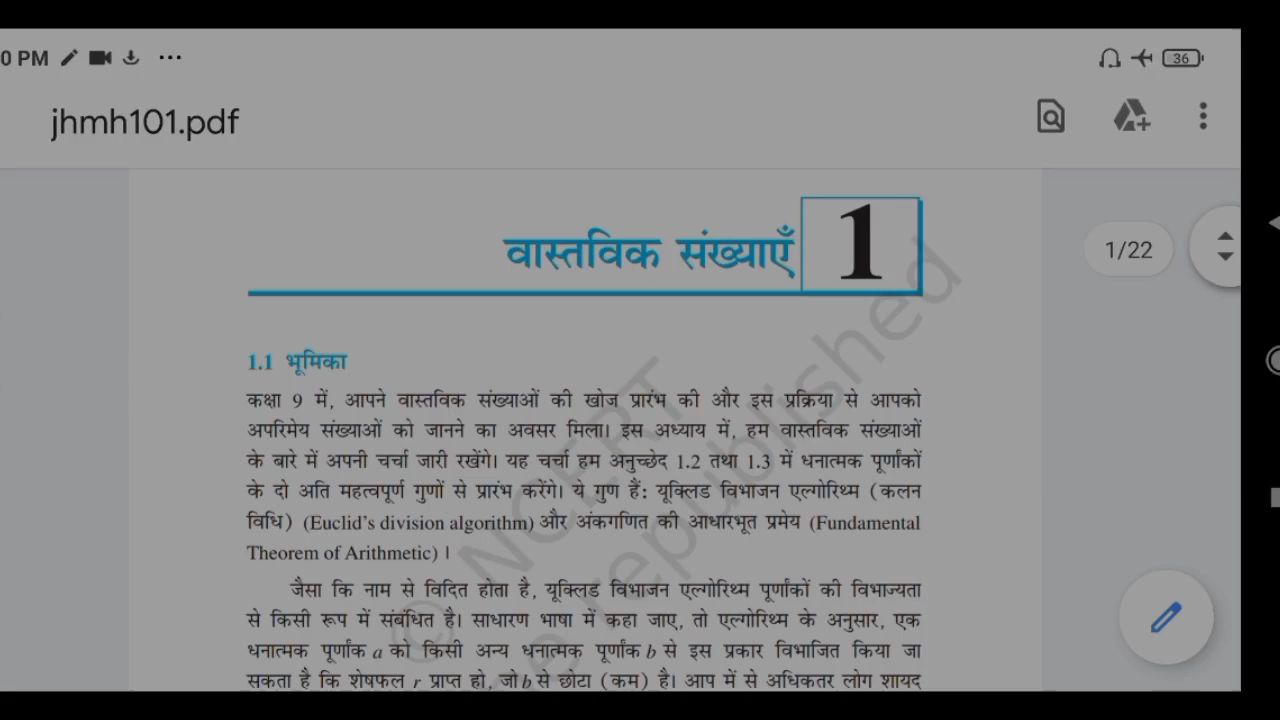 0 PM ...
36
jhmh101.pdf
वास्तविक संख्याएँ 1
1/22
1.1 भूमिका
कक्षा 9 में, आपने वास्तविक संख्याओं की खोज प्रारंभ की और इस प्रक्रिया से आपको
अपरिमेय संख्याओं को जानने का अवसर मिला। इस अध्याय में, हम वास्तविक संख्याओं
के बारे में अपनी चर्चा जारी रखेंगे। यह चर्चा हम अनुच्छेद 1.2 तथा 1.3 में धनात्मक पूर्णांकों
के दो अति महत्वपूर्ण गुणों से प्रारंभ करेंगे। ये गुण हैं: यूक्लिड विभाजन एल्गोरिथ्म (कलन
विधि) (Euclid's division algorithm) और अंकगणित की आधारभूत प्रमेय (Fundamental
Theorem of Arithmetic) ।
जैसा कि नाम से विदित होता है, यूक्लिड विभाजन एल्गोरिथ्म पूर्णांकों की विभाज्यता
से किसी रूप में संबंधित है। साधारण भाषा में कहा जाए, तो एल्गोरिथ्म के अनुसार, एक
धनात्मक पूर्णांक a को किसी अन्य धनात्मक पूर्णांक b से इस प्रकार विभाजित किया जा
सकता है कि शेषफल r प्राप्त हो, जो b से छोटा (कम) है। आप में से अधिकतर लोग शायद
© NCERT
be republished